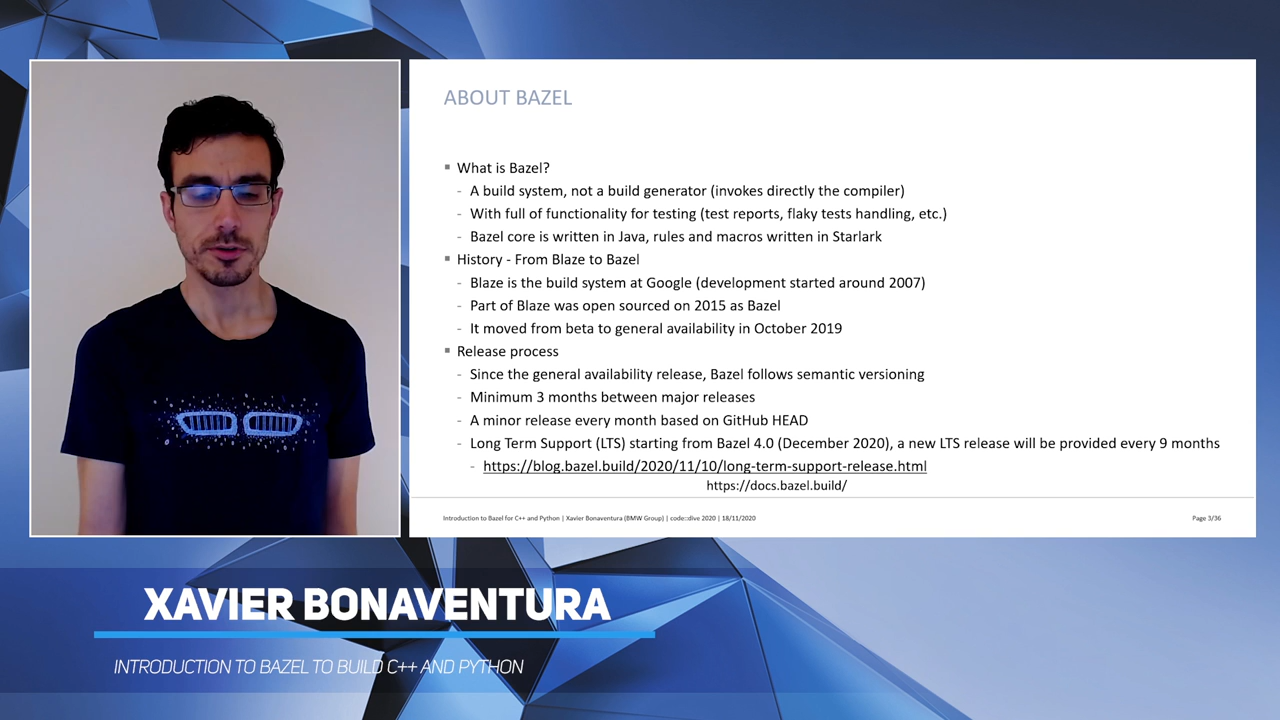 ABOUT BAZEL
▪ What is Bazel?
- A build system, not a build generator (invokes directly the compiler)
- With full of functionality for testing (test reports, flaky tests handling, etc.)
- Bazel core is written in Java, rules and macros written in Starlark
▪ History - From Blaze to Bazel
- Blaze is the build system at Google (development started around 2007)
- Part of Blaze was open sourced on 2015 as Bazel
- It moved from beta to general availability in October 2019
▪ Release process
- Since the general availability release, Bazel follows semantic versioning
- Minimum 3 months between major releases
- A minor release every month based on GitHub HEAD
- Long Term Support (LTS) starting from Bazel 4.0 (December 2020), a new LTS release will be provided every 9 months
- https://blog.bazel.build/2020/11/10/long-term-support-release.html
https://docs.bazel.build/
Introduction to Bazel for C++ and Python | Xavier Bonaventura (BMW Group) | code::dive 2020 | 18/11/2020
Page 3/36
XAVIER BONAVENTURA
INTRODUCTION TO BAZEL TO BUILD C++ AND PYTHON